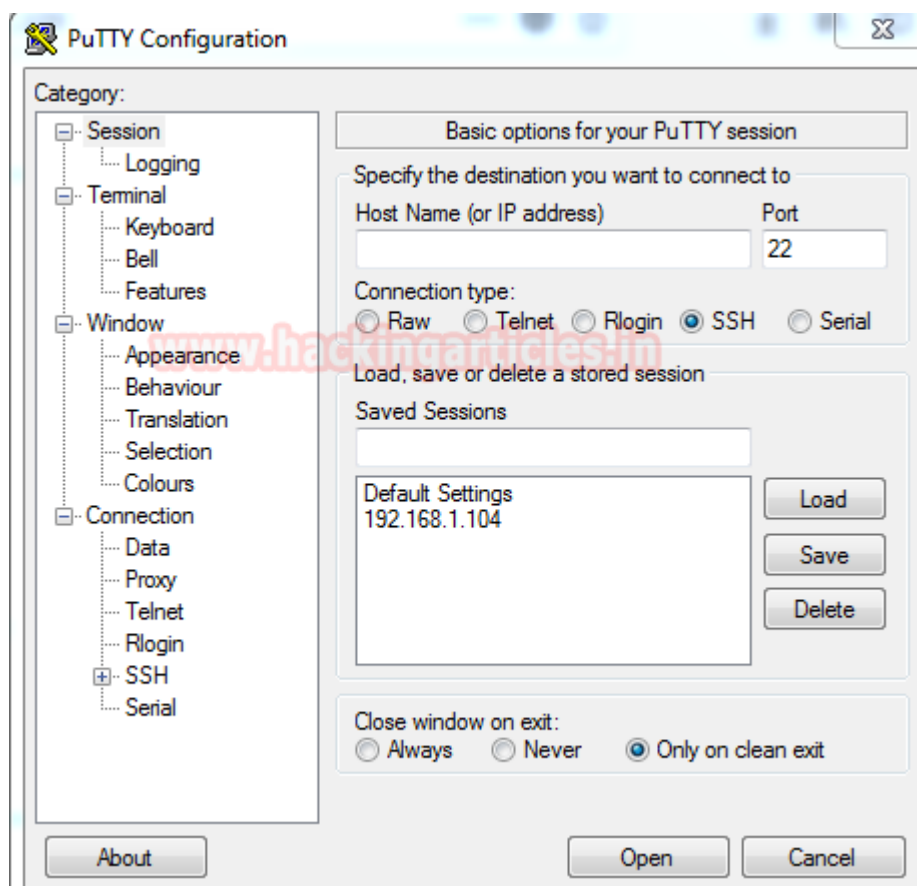 PuTTY Configuration
Category:
Session
Logging
Terminal
Keyboard
Bell
Features
Window
Appearance
Behaviour
Translation
Selection
Colours
Connection
Data
Proxy
Telnet
Rlogin
SSH
Serial
Basic options for your PuTTY session
Specify the destination you want to connect to
Host Name (or IP address) Port
22
Connection type:
Raw Telnet Rlogin SSH Serial
www.hackingarticles.in
Load, save or delete a stored session
Saved Sessions
Default Settings
192.168.1.104
Load
Save
Delete
Close window on exit:
Always Never Only on clean exit
About Open Cancel